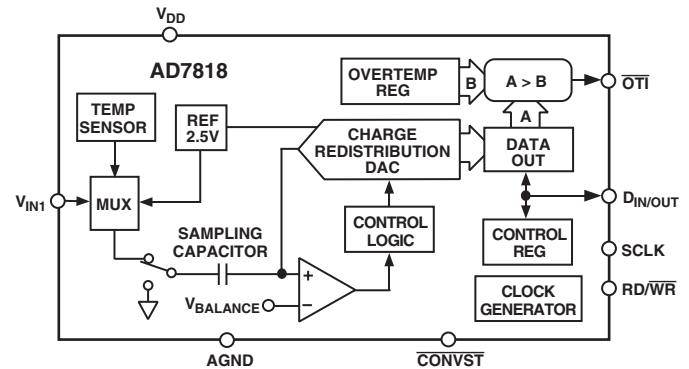 VDD
AD7818
OVERTEMP
REG
B
A > B
OTI
TEMP
SENSOR
REF
2.5V
CHARGE
REDISTRIBUTION
DAC
A
DATA
OUT
VIN1
MUX
DIN/OUT
SAMPLING
CAPACITOR
CONTROL
LOGIC
CONTROL
REG
SCLK
+
VBALANCE
−
CLOCK
GENERATOR
RD/WR
AGND
CONVST